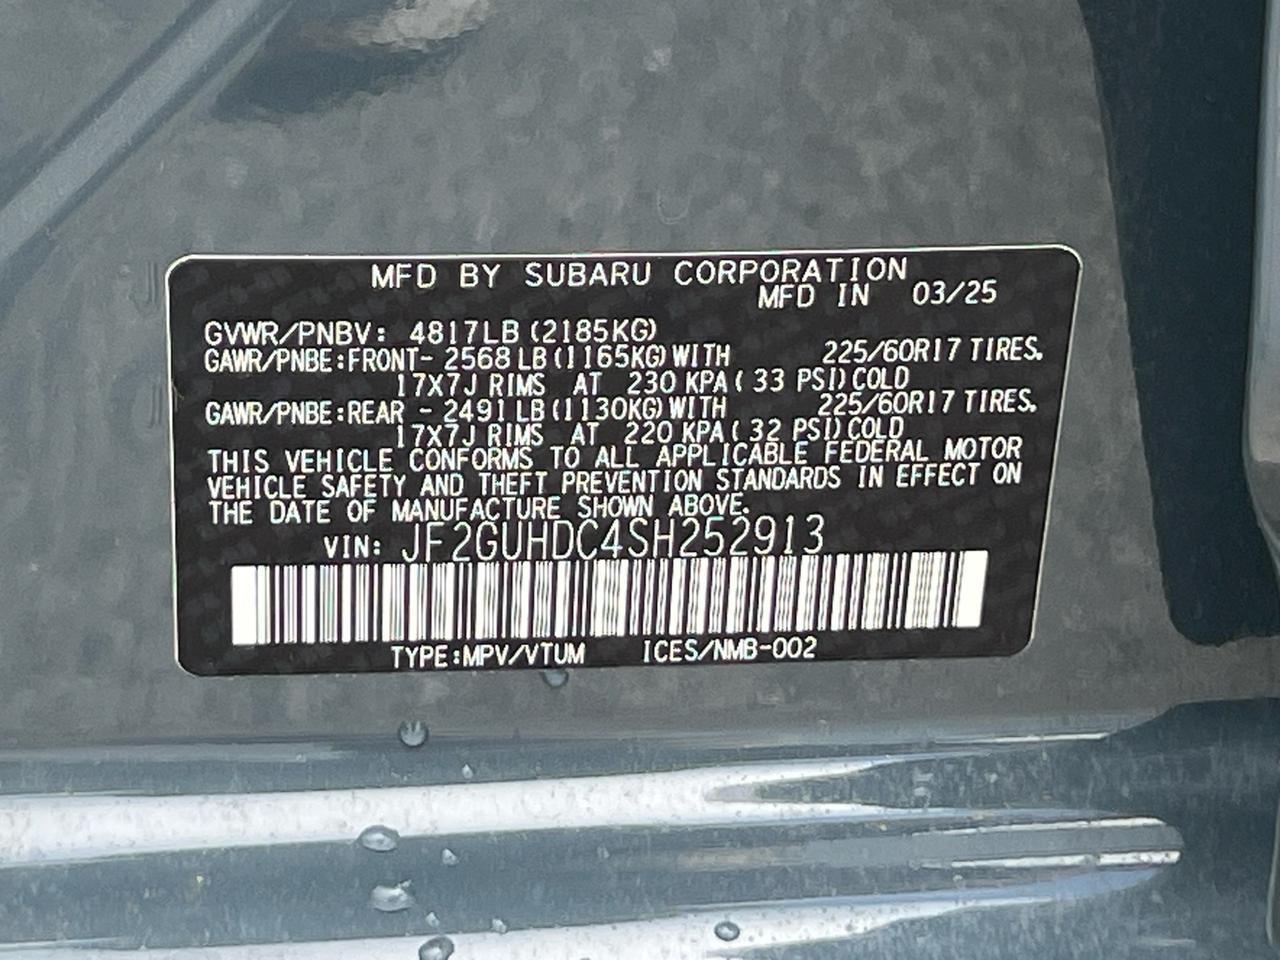 MFD BY SUBARU CORPORATION
MFD IN 03/25
GVWR/PNBV: 4817LB (2185KG)
GAWR/PNBE:FRONT- 2568 LB (1165KG) WITH 225/60R17 TIRES.
17X7J RIMS AT 230 KPA ( 33 PSI) COLD
GAWR/PNBE:REAR - 2491 LB (1130KG) WITH 225/60R17 TIRES.
17X7J RIMS AT 220 KPA ( 32 PSI) COLD
THIS VEHICLE CONFORMS TO ALL APPLICABLE FEDERAL MOTOR
VEHICLE SAFETY AND THEFT PREVENTION STANDARDS IN EFFECT ON
THE DATE OF MANUFACTURE SHOWN ABOVE.
VIN: JF2GUHDC4SH252913
TYPE:MPV/VTUM ICES/NMB-002